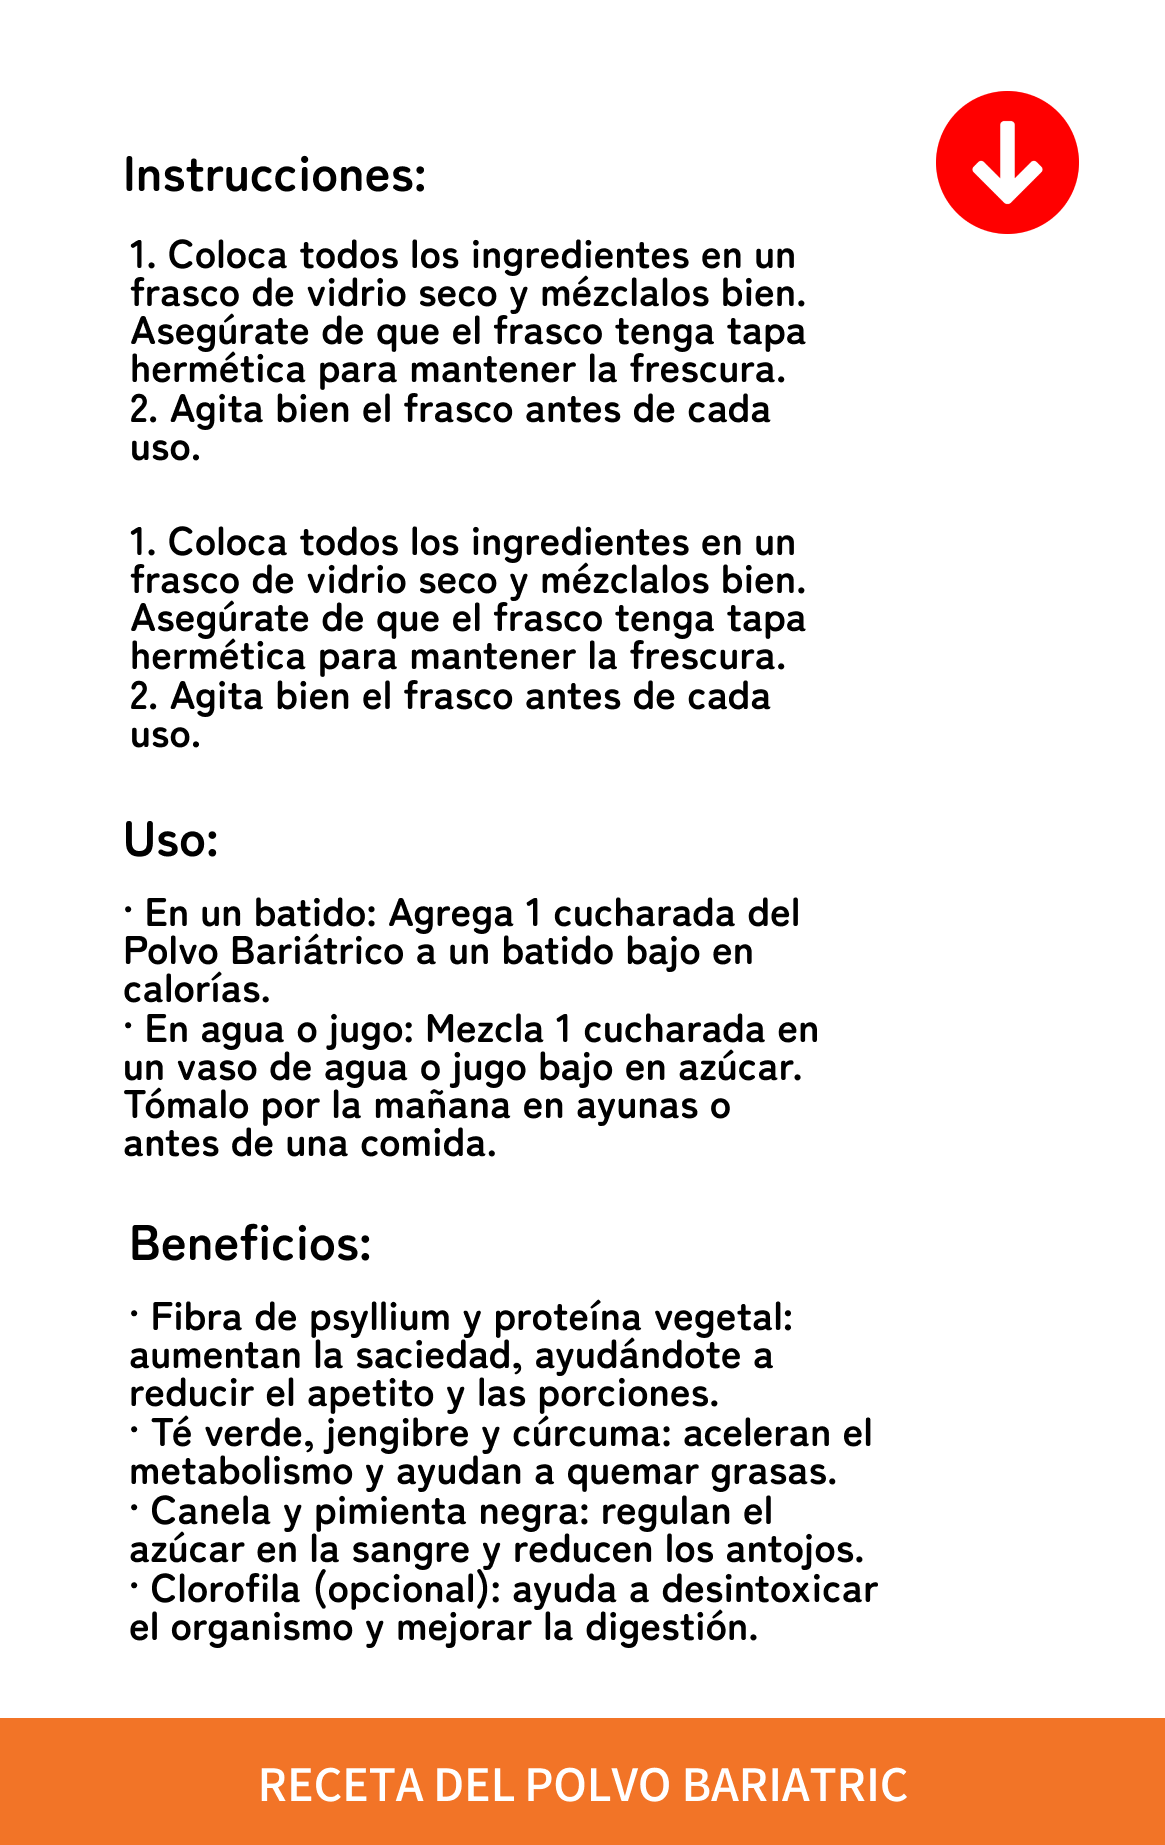 Instrucciones:
1. Coloca todos los ingredientes en un
frasco de vidrio seco y mézclalos bien.
Asegúrate de que el frasco tenga tapa
hermética para mantener la frescura.
2. Agita bien el frasco antes de cada
uso.
1. Coloca todos los ingredientes en un
frasco de vidrio seco y mézclalos bien.
Asegúrate de que el frasco tenga tapa
hermética para mantener la frescura.
2. Agita bien el frasco antes de cada
uso.
Uso:
· En un batido: Agrega 1 cucharada del
Polvo Bariátrico a un batido bajo en
calorías.
· En agua o jugo: Mezcla 1 cucharada en
un vaso de agua o jugo bajo en azúcar.
Tómalo por la mañana en ayunas o
antes de una comida.
Beneficios:
· Fibra de psyllium y proteína vegetal:
aumentan la saciedad, ayudándote a
reducir el apetito y las porciones.
· Té verde, jengibre y cúrcuma: aceleran el
metabolismo y ayudan a quemar grasas.
· Canela y pimienta negra: regulan el
azúcar en la sangre y reducen los antojos.
· Clorofila (opcional): ayuda a desintoxicar
el organismo y mejorar la digestión.
RECETA DEL POLVO BARIATRIC